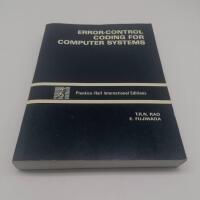 ERROR-CONTROL
CODING FOR
COMPUTER SYSTEMS
Prentice-Hall International Editions
T.R.N. RAO
E. FUJIWARA